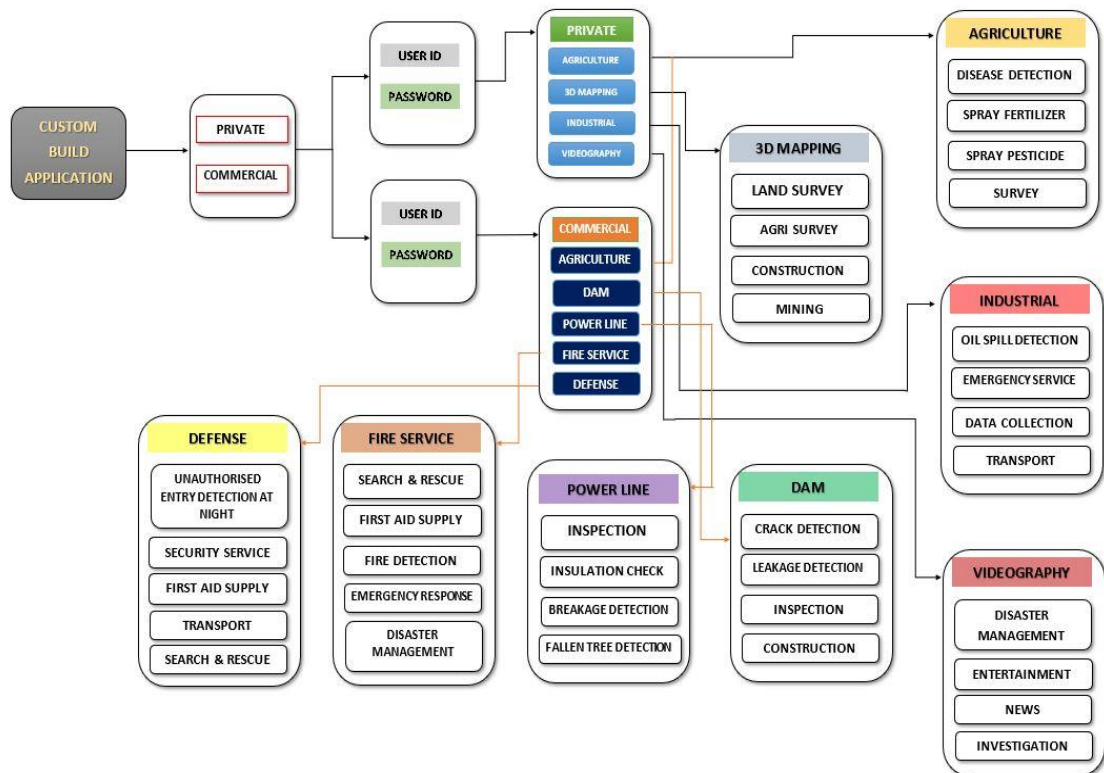 CUSTOM
BUILD
APPLICATION
PRIVATE
COMMERCIAL
USER ID
PASSWORD
USER ID
PASSWORD
PRIVATE
AGRICULTURE
3D MAPPING
INDUSTRIAL
VIDEOGRAPHY
COMMERCIAL
AGRICULTURE
DAM
POWER LINE
FIRE SERVICE
DEFENSE
AGRICULTURE
DISEASE DETECTION
SPRAY FERTILIZER
SPRAY PESTICIDE
SURVEY
3D MAPPING
LAND SURVEY
AGRI SURVEY
CONSTRUCTION
MINING
INDUSTRIAL
OIL SPILL DETECTION
EMERGENCY SERVICE
DATA COLLECTION
TRANSPORT
DEFENSE
UNAUTHORISED
ENTRY DETECTION AT
NIGHT
SECURITY SERVICE
FIRST AID SUPPLY
TRANSPORT
SEARCH & RESCUE
FIRE SERVICE
SEARCH & RESCUE
FIRST AID SUPPLY
FIRE DETECTION
EMERGENCY RESPONSE
DISASTER
MANAGEMENT
POWER LINE
INSPECTION
INSULATION CHECK
BREAKAGE DETECTION
FALLEN TREE DETECTION
DAM
CRACK DETECTION
LEAKAGE DETECTION
INSPECTION
CONSTRUCTION
VIDEOGRAPHY
DISASTER
MANAGEMENT
ENTERTAINMENT
NEWS
INVESTIGATION